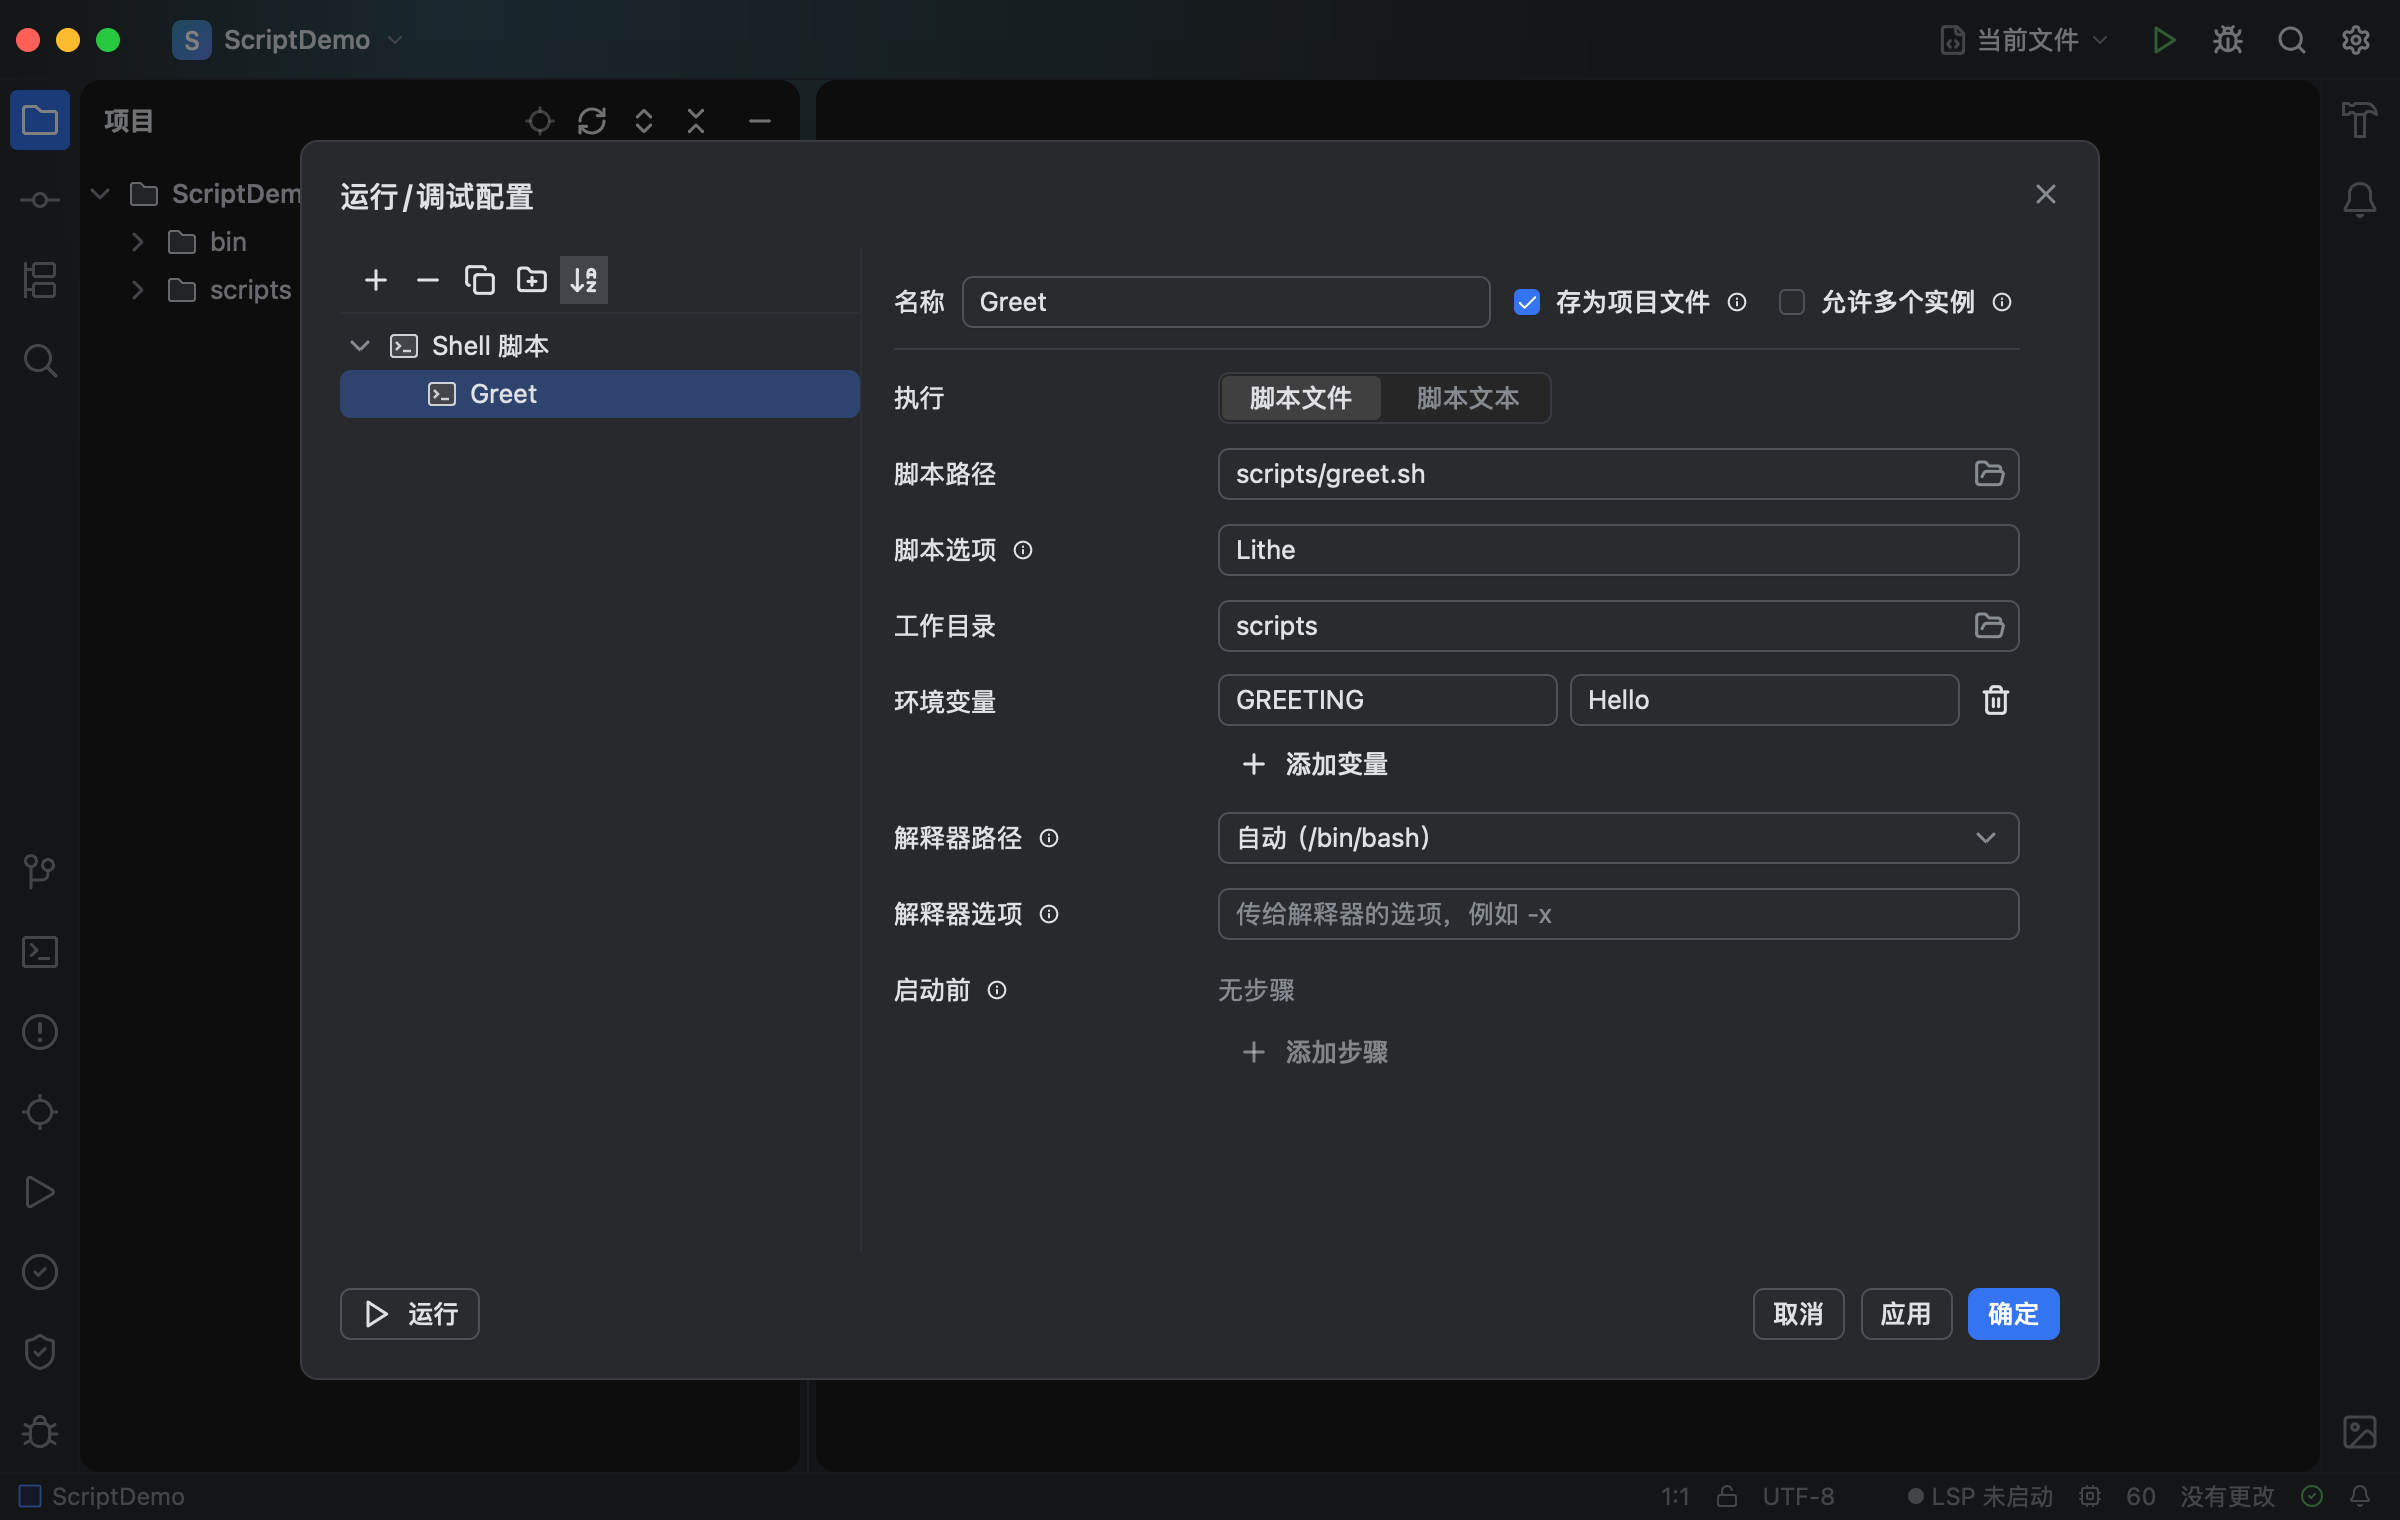 S ScriptDemo 当前文件
项目
ScriptDem
bin
scripts
运行/调试配置
Shell 脚本
Greet
名称 Greet 存为项目文件 允许多个实例
执行 脚本文件 脚本文本
脚本路径 scripts/greet.sh
脚本选项 Lithe
工作目录 scripts
环境变量 GREETING Hello
添加变量
解释器路径 自动 (/bin/bash)
解释器选项 传给解释器的选项，例如 -x
启动前 无步骤
添加步骤
运行 取消 应用 确定
ScriptDemo 1:1 UTF-8 LSP 未启动 60 没有更改